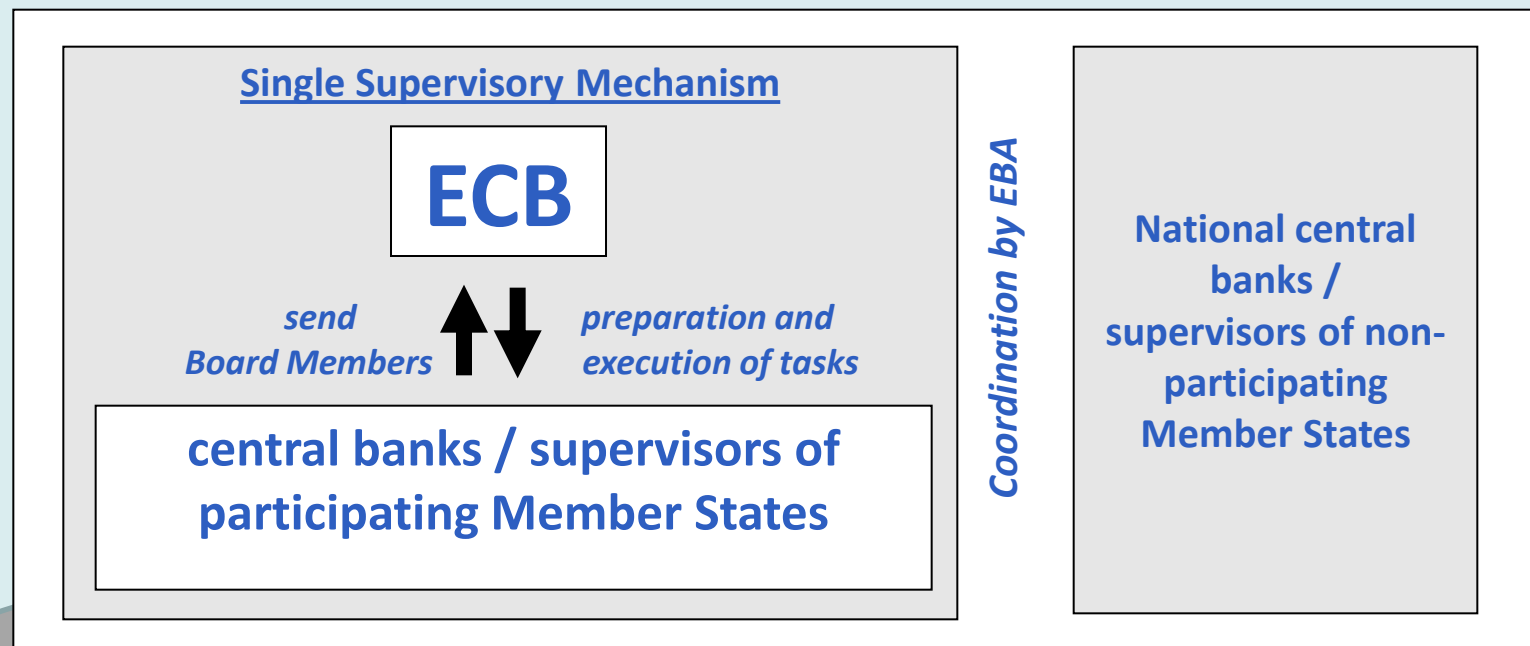 Single Supervisory Mechanism
ECB
send
Board Members
preparation and
execution of tasks
central banks / supervisors of
participating Member States
Coordination by EBA
National central
banks /
supervisors of non-
participating
Member States